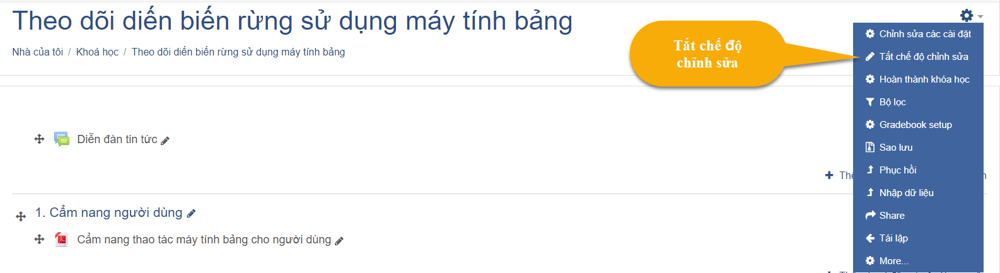 Theo dõi diễn biến rừng sử dụng máy tính bảng
Nhà của tôi / Khoá học / Theo dõi diễn biến rừng sử dụng máy tính bảng
Tắt chế độ
chỉnh sửa
Chỉnh sửa các cài đặt
Tắt chế độ chỉnh sửa
Hoàn thành khóa học
Bộ lọc
Gradebook setup
Sao lưu
Phục hồi
Nhập dữ liệu
Share
Tái lập
More...
Diễn đàn tin tức
1. Cẩm nang người dùng
Cẩm nang thao tác máy tính bảng cho người dùng